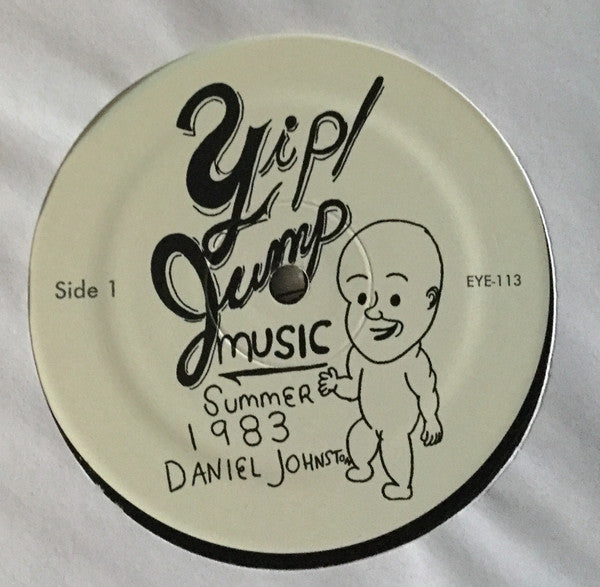 Yip/
Jump
MUSIC
SUMMER
1983
DANIEL JOHNSTON
Side 1
EYE-113